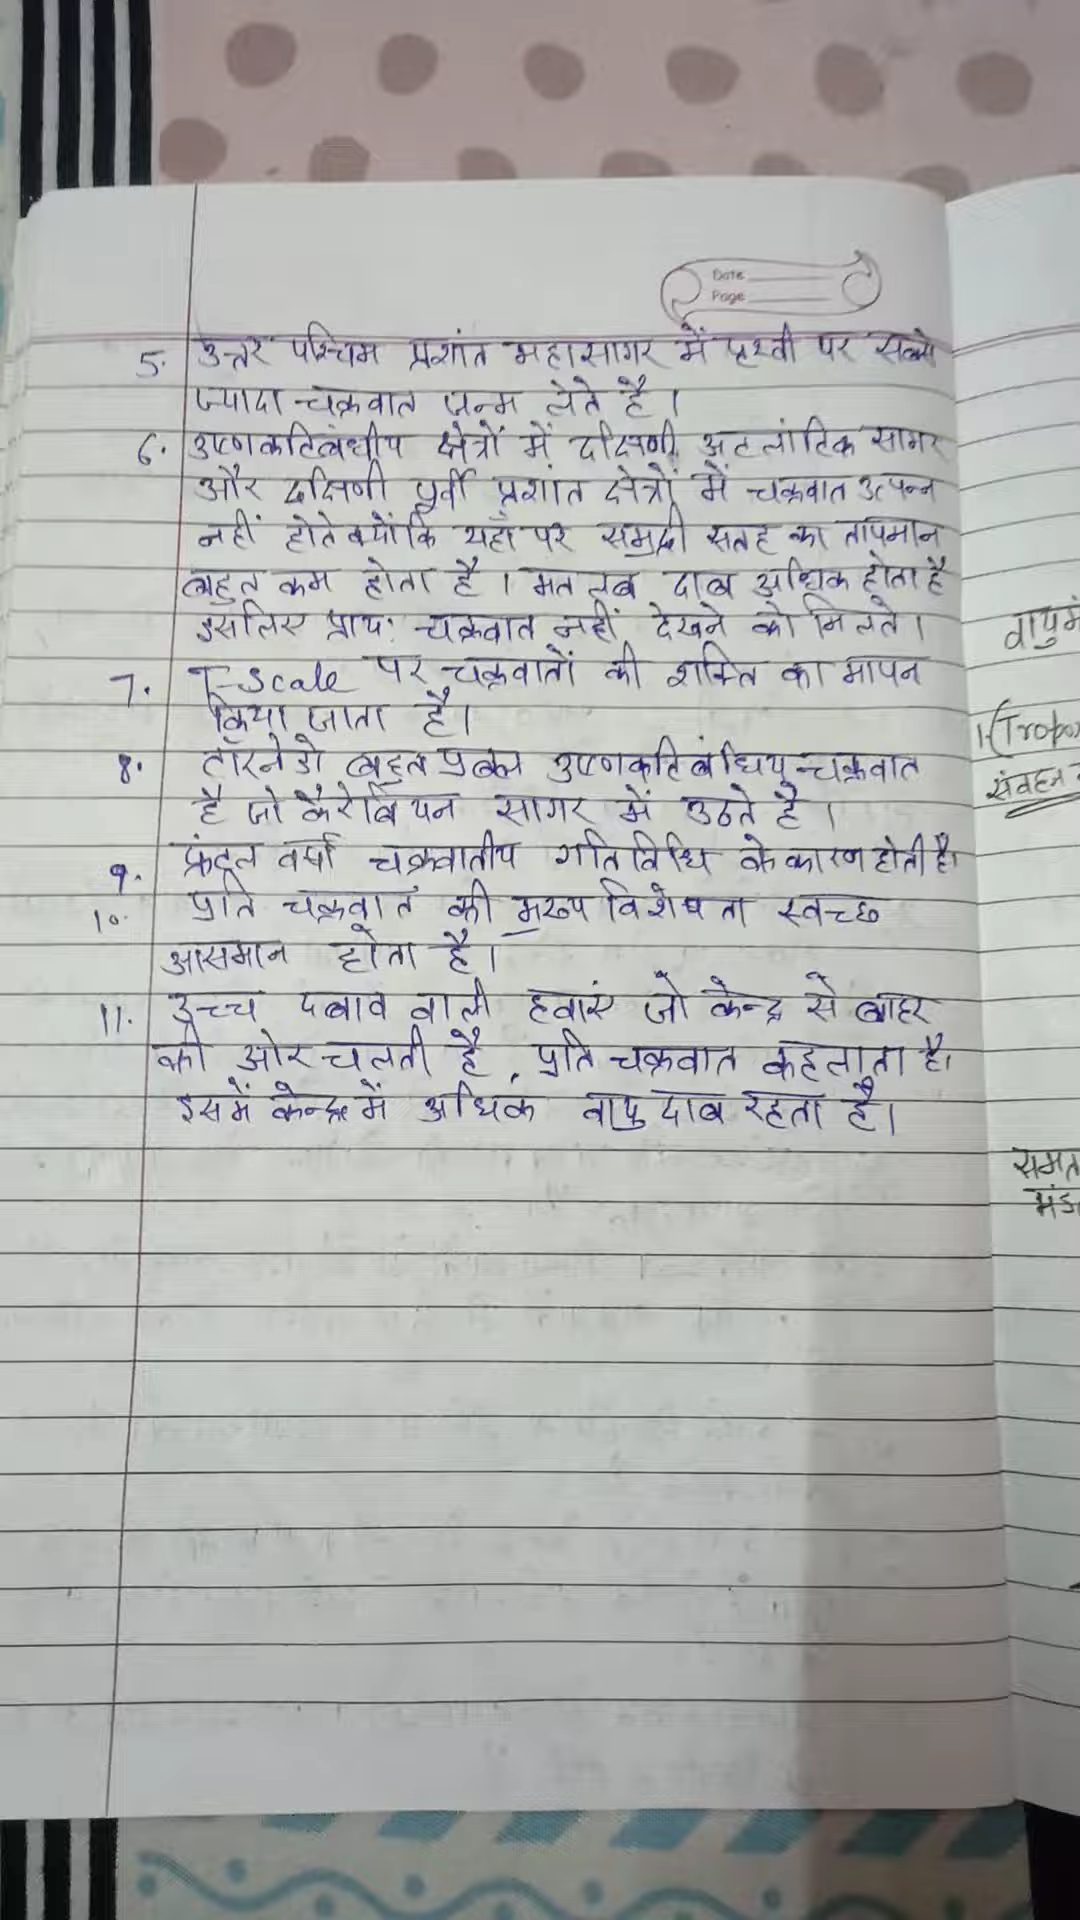 Date
Page
5. उत्तर पश्चिम प्रशांत महासागर में पृथ्वी पर सबसे
ज्यादा चक्रवात जन्म लेते है।
6. उष्णकटिबंधीय क्षेत्रों में दक्षिणी अटलांटिक सागर
और दक्षिणी पूर्वी प्रशांत क्षेत्रों में चक्रवात उत्पन्न
नहीं होते क्योंकि यहाँ पर समुद्री सतह का तापमान
बहुत कम होता है। मतलब दाब अधिक होता है
इसलिए प्रायः चक्रवात नहीं देखने को मिलते।
7. T-Scale पर चक्रवातों की शक्ति का मापन
किया जाता है।
8. टॉरनेडो बहुत प्रबल उष्णकटिबंधिय चक्रवात
है जो कैरेबियन सागर में उठते है।
9. फ्रंटल वर्षा चक्रवातीय गतिविधि के कारण होती है।
10. प्रति चक्रवात की मुख्य विशेषता स्वच्छ
आसमान होता है।
11. उच्च दबाव वाली हवाएं जो केन्द्र से बाहर
की ओर चलती है, प्रति चक्रवात कहलाता है।
इसमें केन्द्र में अधिक वायु दाब रहता है।